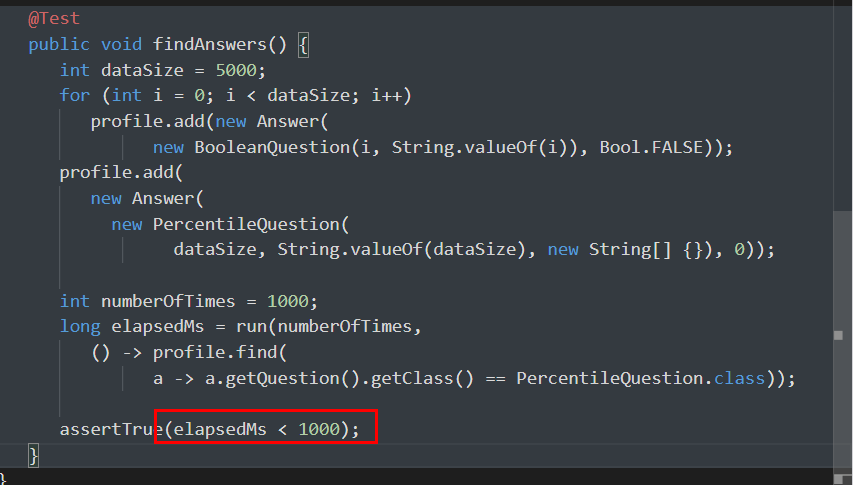 @Test
public void findAnswers() {
int dataSize = 5000;
for (int i = 0; i < dataSize; i++)
profile.add(new Answer(
new BooleanQuestion(i, String.valueOf(i)), Bool.FALSE));
profile.add(
new Answer(
new PercentileQuestion(
dataSize, String.valueOf(dataSize), new String[] {}), 0));
int numberOfTimes = 1000;
long elapsedMs = run(numberOfTimes,
() -> profile.find(
a -> a.getQuestion().getClass() == PercentileQuestion.class));
assertTrue(elapsedMs < 1000);
}
}